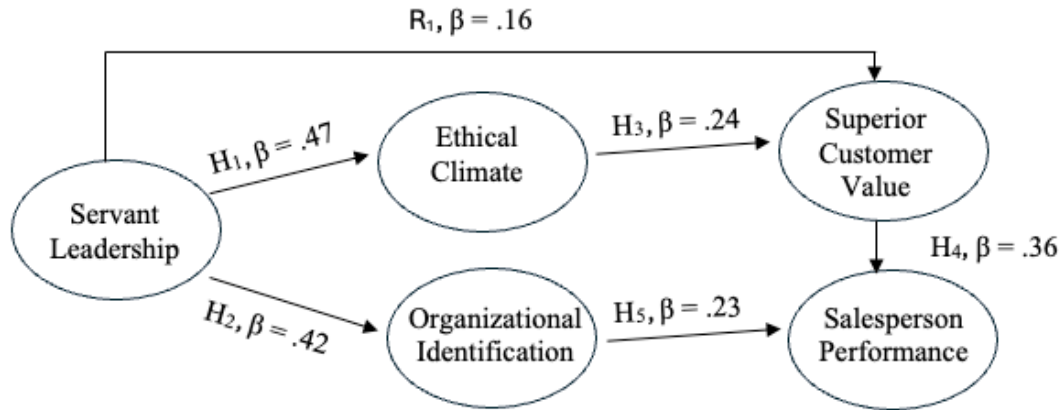 R₁, β = .16
H₁, β = .47
Ethical
Climate
H₃, β = .24
Superior
Customer
Value
Servant
Leadership
H₄, β = .36
H₂, β = .42
Organizational
Identification
H₅, β = .23
Salesperson
Performance